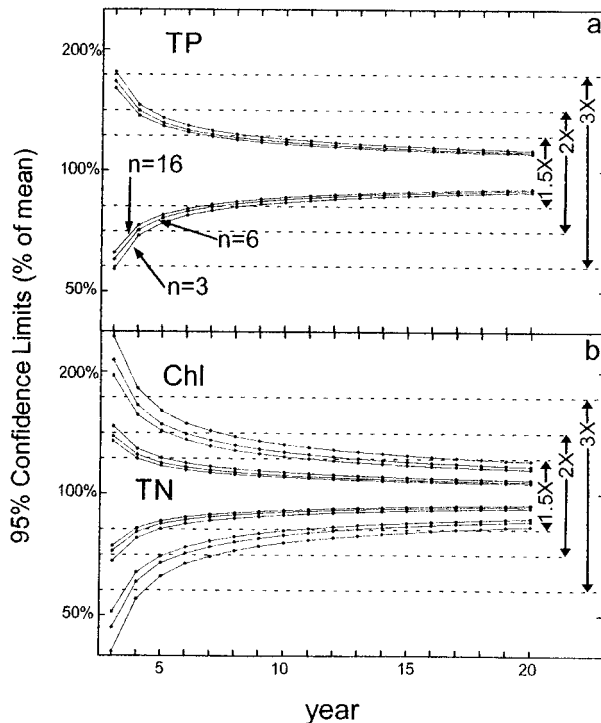 TP
a
200%
100%
50%
n=16
n=6
n=3
1.5X
2X
3X
95% Confidence Limits (% of mean)
b
Chl
TN
200%
100%
50%
1.5X
2X
3X
5 10 15 20
year